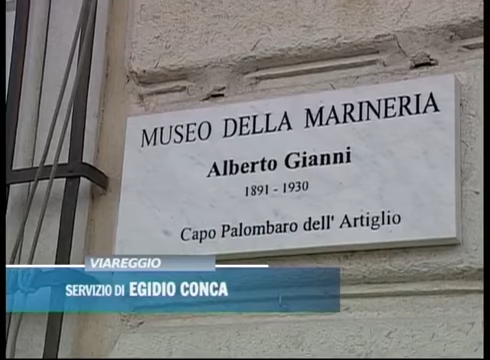 MUSEO DELLA MARINERIA
Alberto Gianni
1891 - 1930
Capo Palombaro dell' Artiglio
VIAREGGIO
SERVIZIO DI EGIDIO CONCA